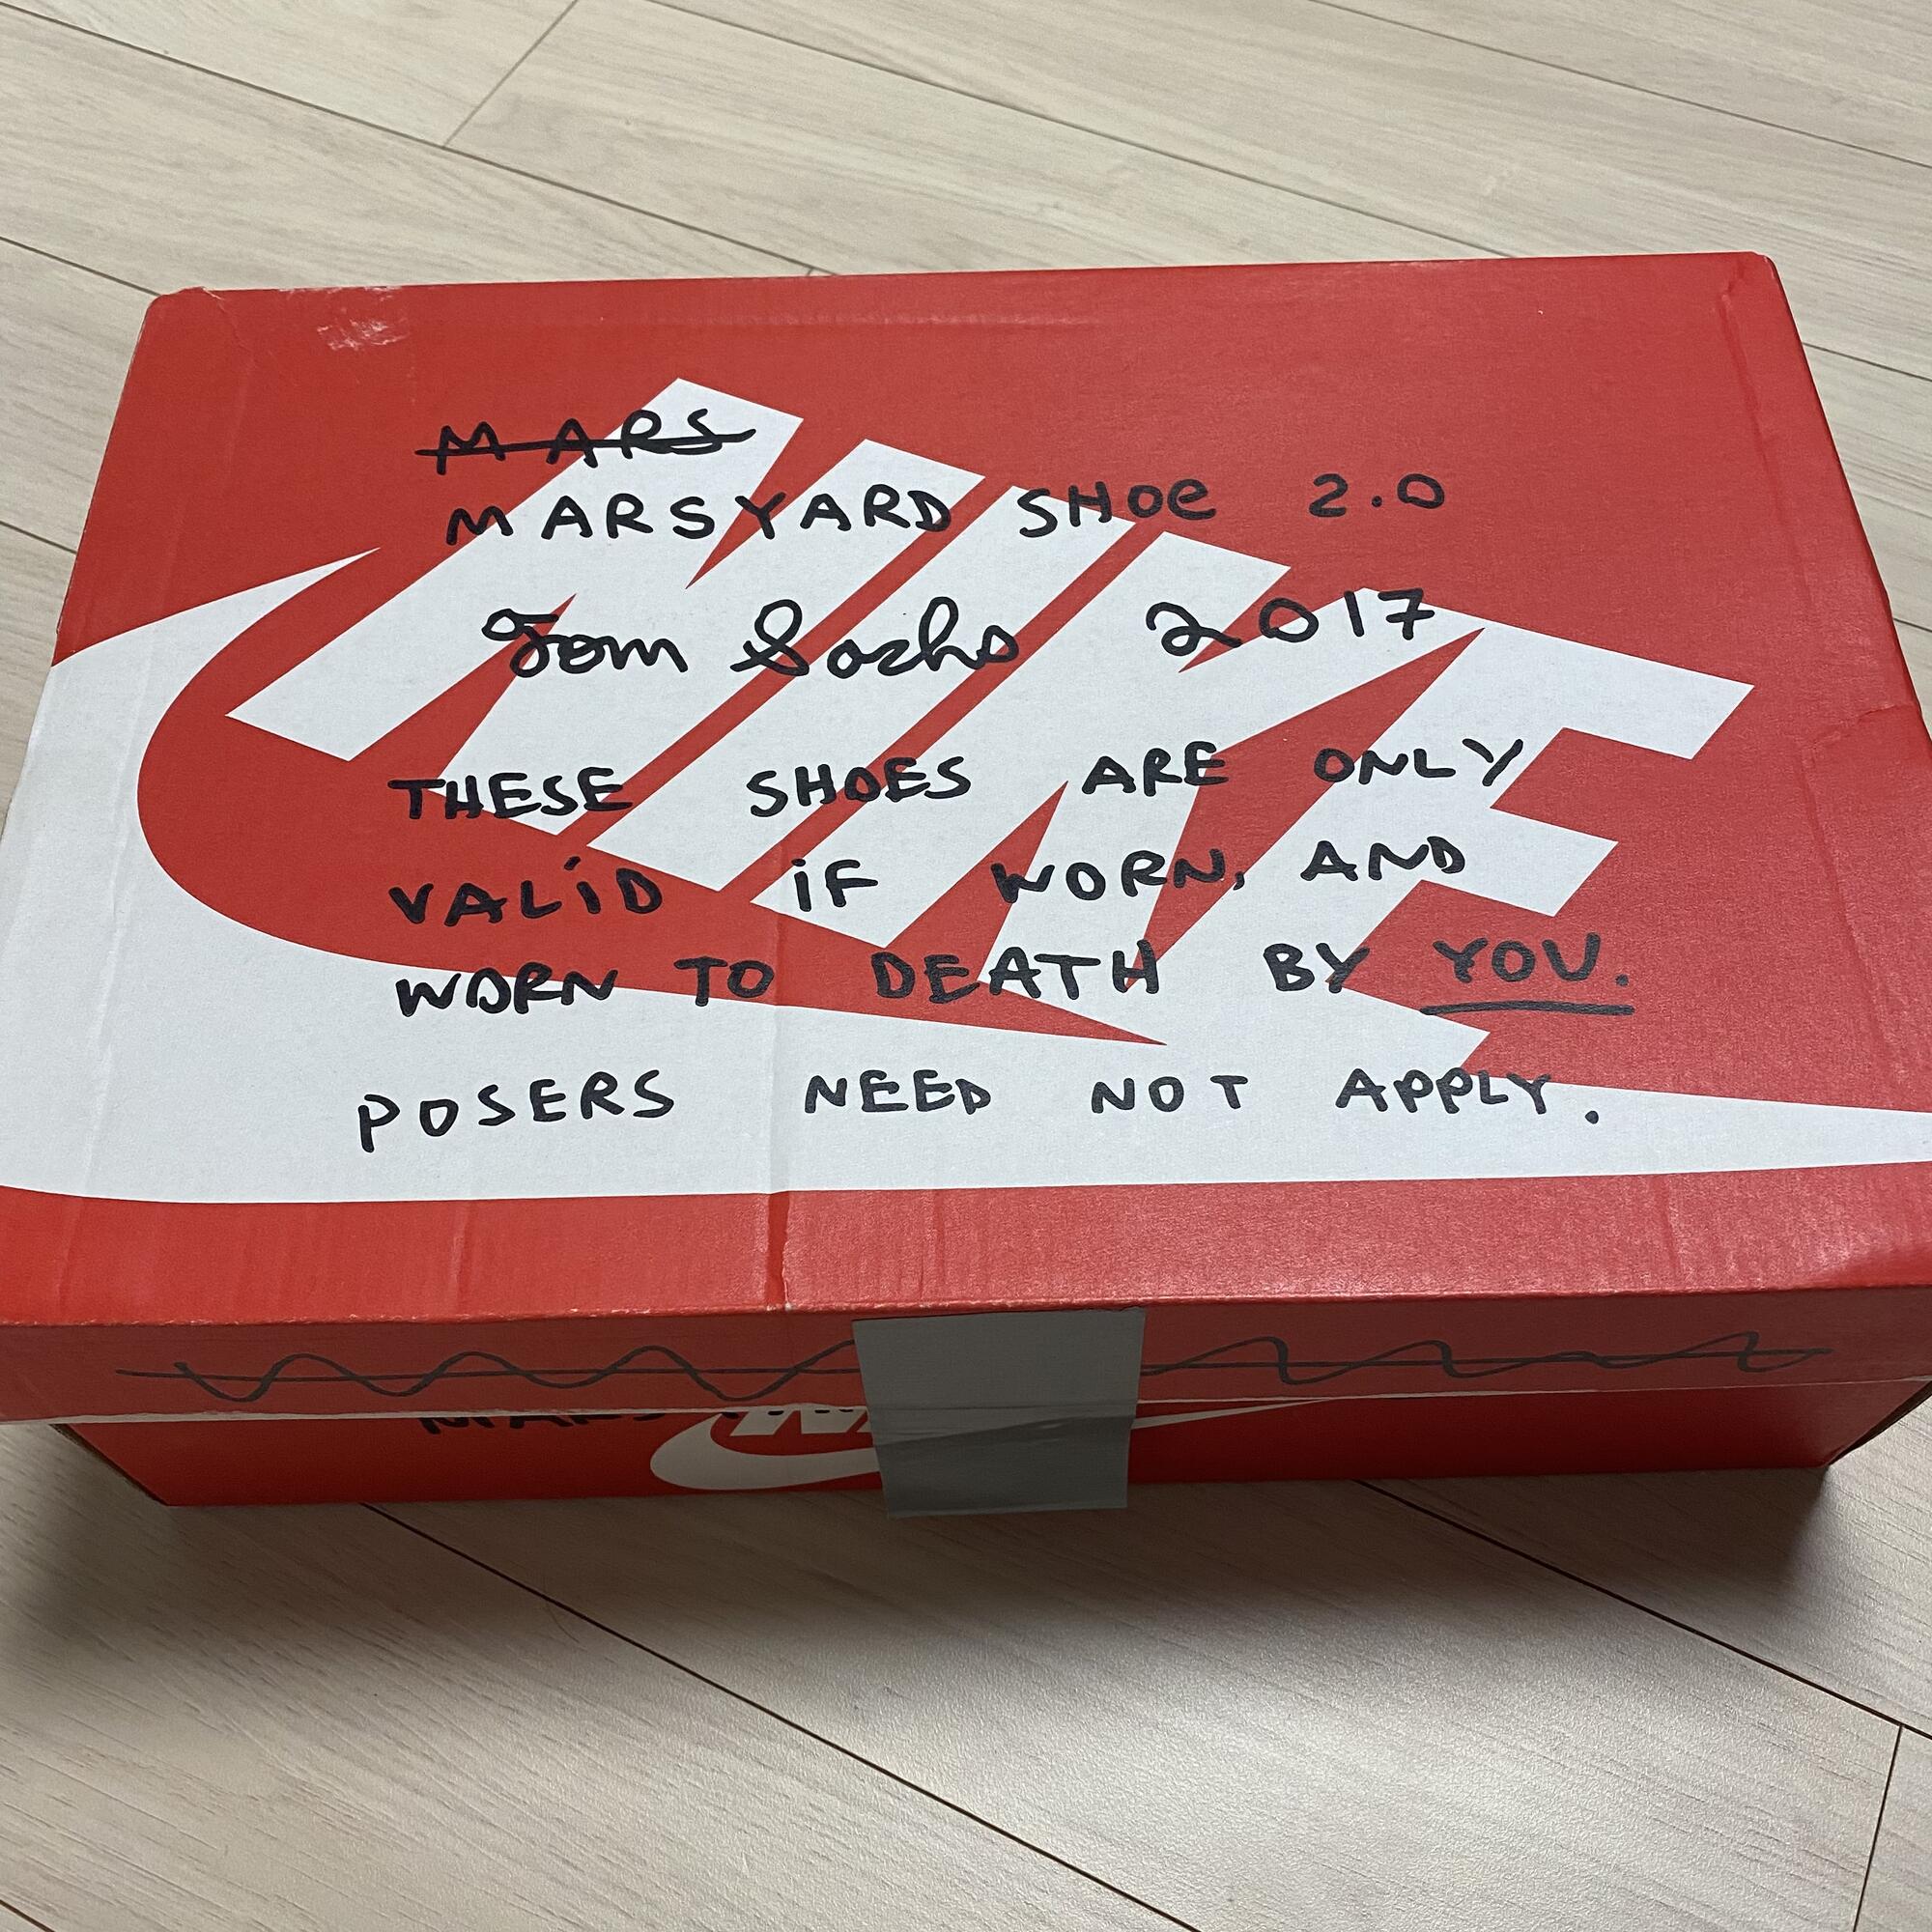 MARS
MARSYARD SHOe 2.0
Tom Sachs 2017
THESE SHOES ARE ONLY
VALiD iF WORN, AND
WORN TO DEATH BY YOU.
POSERS NEED NOT APPLY.
NIKE